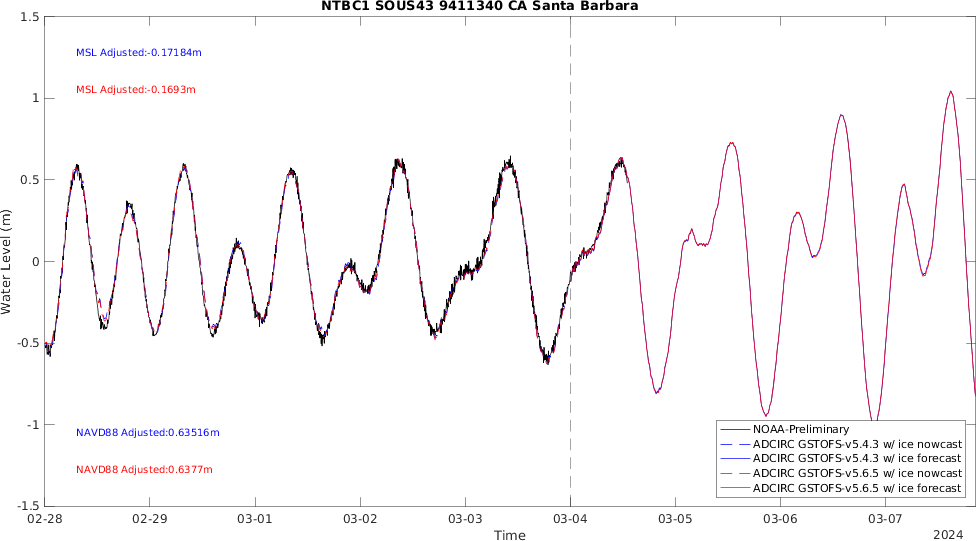 NTBC1 SOUS43 9411340 CA Santa Barbara
1.5
1
0.5
0
-0.5
-1
-1.5
Water Level (m)
MSL Adjusted:-0.17184m
MSL Adjusted:-0.1693m
NAVD88 Adjusted:0.63516m
NAVD88 Adjusted:0.6377m
NOAA-Preliminary
ADCIRC GSTOFS-v5.4.3 w/ ice nowcast
ADCIRC GSTOFS-v5.4.3 w/ ice forecast
ADCIRC GSTOFS-v5.6.5 w/ ice nowcast
ADCIRC GSTOFS-v5.6.5 w/ ice forecast
02-28 02-29 03-01 03-02 03-03 03-04 03-05 03-06 03-07
Time
2024